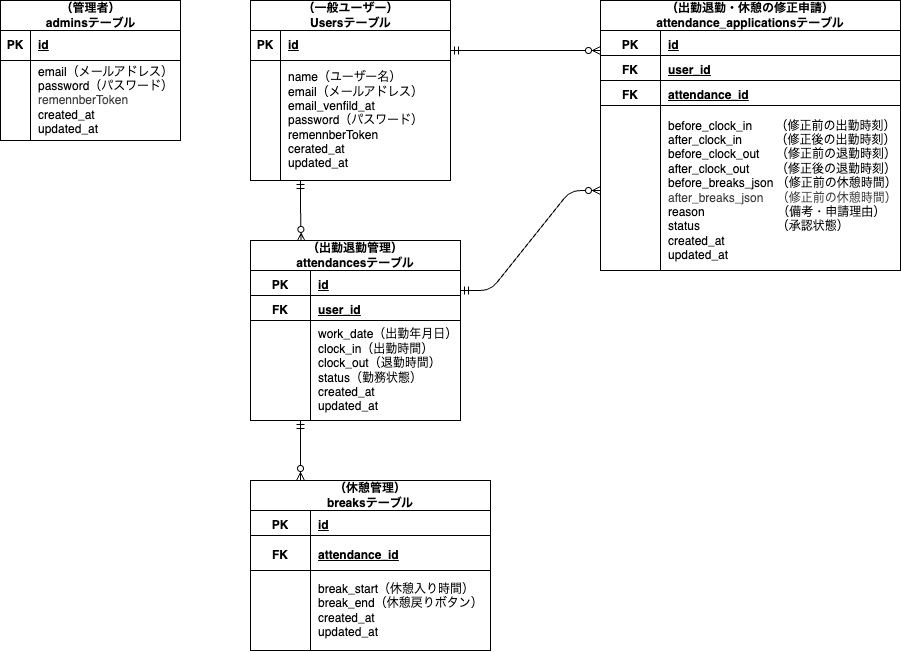 （管理者）
adminsテーブル
PK id
email（メールアドレス）
password（パスワード）
remennberToken
created_at
updated_at
（一般ユーザー）
Usersテーブル
PK id
name（ユーザー名）
email（メールアドレス）
email_venfild_at
password（パスワード）
remennberToken
cerated_at
updated_at
（出勤退勤・休憩の修正申請）
attendance_applicationsテーブル
PK id
FK user_id
FK attendance_id
before_clock_in （修正前の出勤時刻）
after_clock_in （修正後の出勤時刻）
before_clock_out （修正前の退勤時刻）
after_clock_out （修正後の退勤時刻）
before_breaks_json （修正前の休憩時間）
after_breaks_json （修正前の休憩時間）
reason （備考・申請理由）
status （承認状態）
created_at
updated_at
（出勤退勤管理）
attendancesテーブル
PK id
FK user_id
work_date（出勤年月日）
clock_in（出勤時間）
clock_out（退勤時間）
status（勤務状態）
created_at
updated_at
（休憩管理）
breaksテーブル
PK id
FK attendance_id
break_start（休憩入り時間）
break_end（休憩戻りボタン）
created_at
updated_at